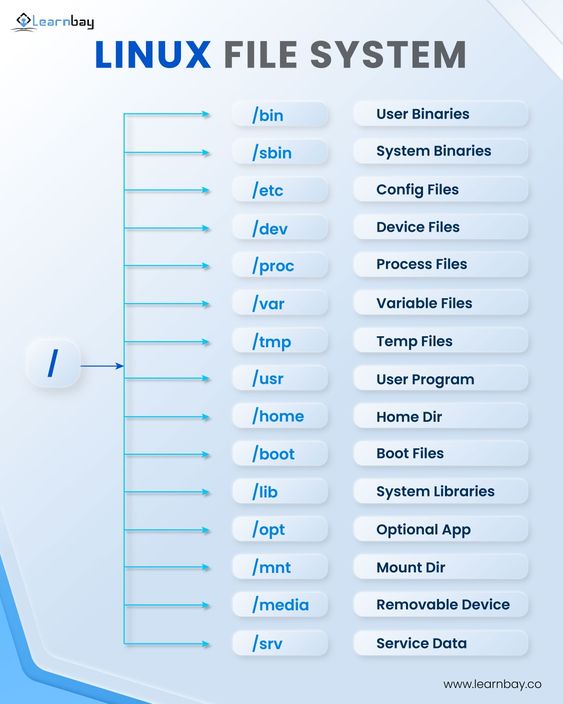 Learnbay
LINUX FILE SYSTEM
/
/bin User Binaries
/sbin System Binaries
/etc Config Files
/dev Device Files
/proc Process Files
/var Variable Files
/tmp Temp Files
/usr User Program
/home Home Dir
/boot Boot Files
/lib System Libraries
/opt Optional App
/mnt Mount Dir
/media Removable Device
/srv Service Data
www.learnbay.co